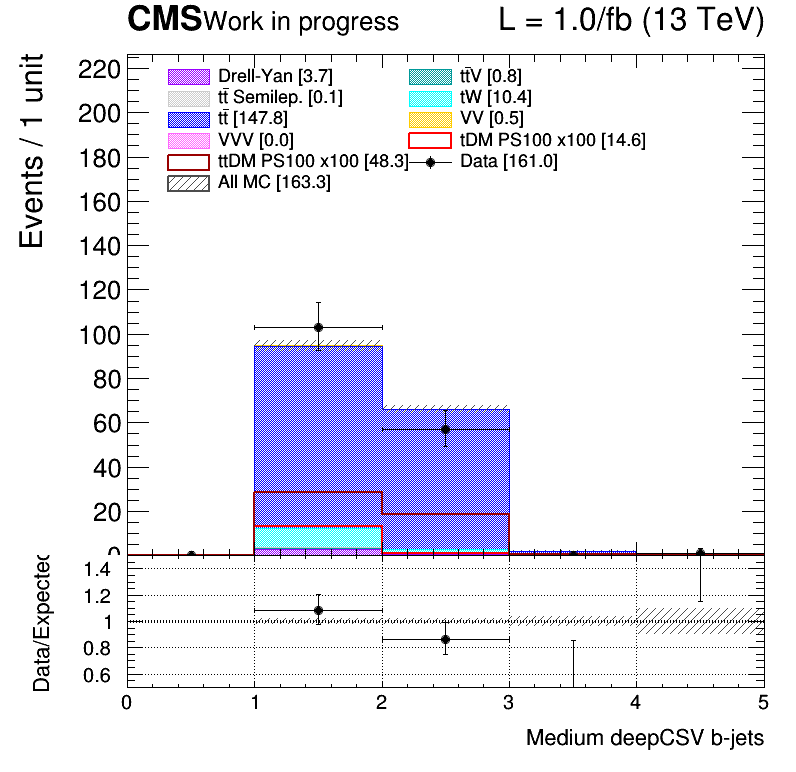 CMS Work in progress L = 1.0/fb (13 TeV)
Events / 1 unit
220
200
180
160
140
120
100
80
60
40
20
0
Drell-Yan [3.7]
tt̄V [0.8]
tt̄ Semilep. [0.1]
tW [10.4]
tt̄ [147.8]
VV [0.5]
VVV [0.0]
tDM PS100 x100 [14.6]
ttDM PS100 x100 [48.3]
Data [161.0]
All MC [163.3]
Data/Expected
1.4
1.2
1
0.8
0.6
0 1 2 3 4 5
Medium deepCSV b-jets